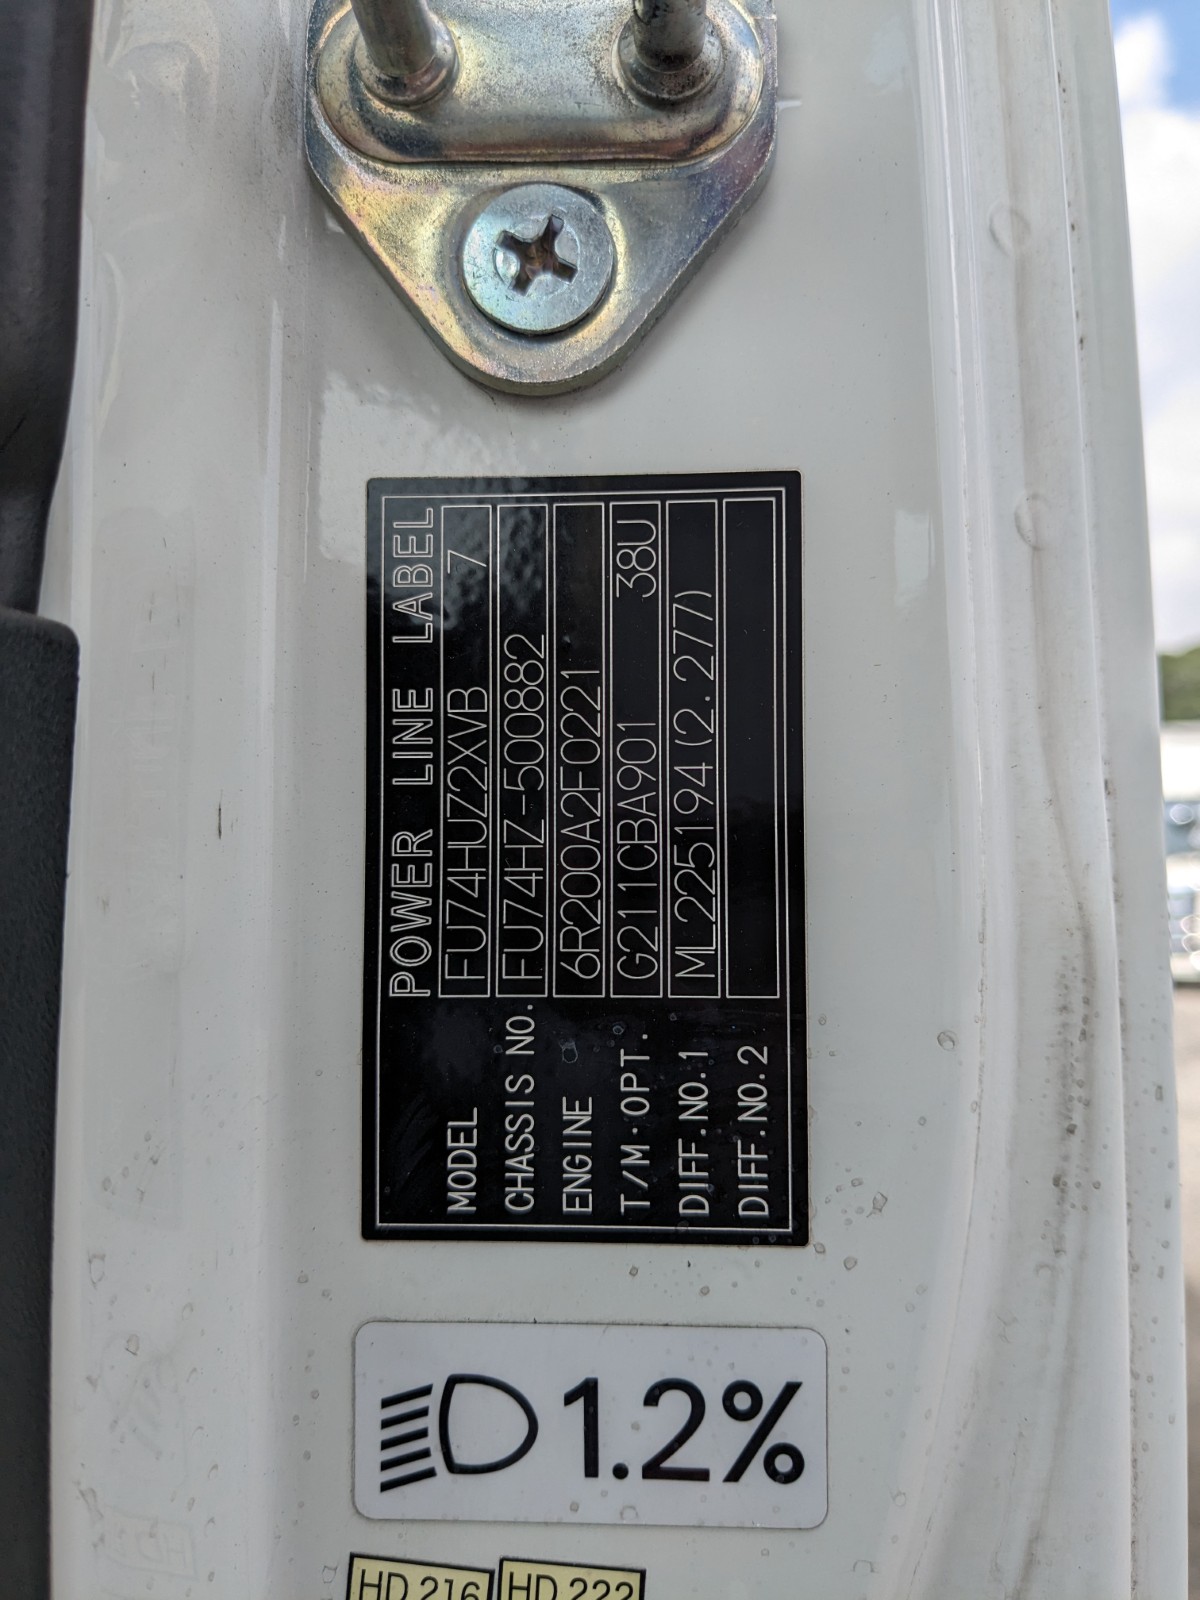 POWER LINE LABEL
MODEL FU74HUZ2XVB 7
CHASSIS NO. FU74HZ-500882
ENGINE 6R200A2F0221
T/M·OPT. G211CBA901 38U
DIFF.NO.1 ML225194(2.277)
DIFF.NO.2
1.2%
HD 216 HD 222